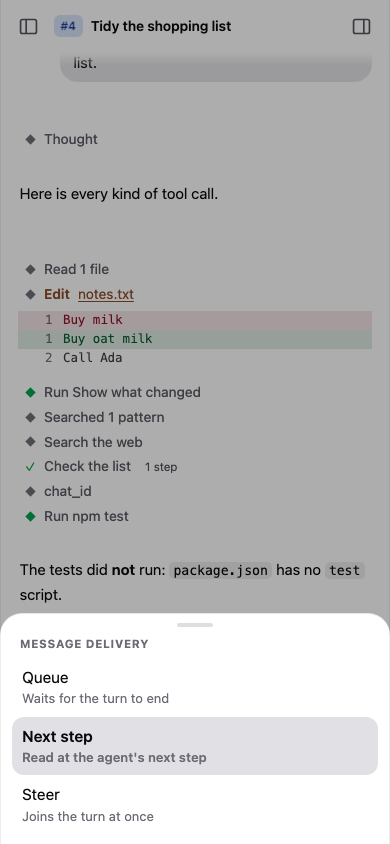 #4 Tidy the shopping list
list.
Thought
Here is every kind of tool call.
Read 1 file
Edit notes.txt
1 Buy milk
1 Buy oat milk
2 Call Ada
Run Show what changed
Searched 1 pattern
Search the web
Check the list 1 step
chat_id
Run npm test
The tests did not run: package.json has no test
script.
MESSAGE DELIVERY
Queue
Waits for the turn to end
Next step
Read at the agent's next step
Steer
Joins the turn at once